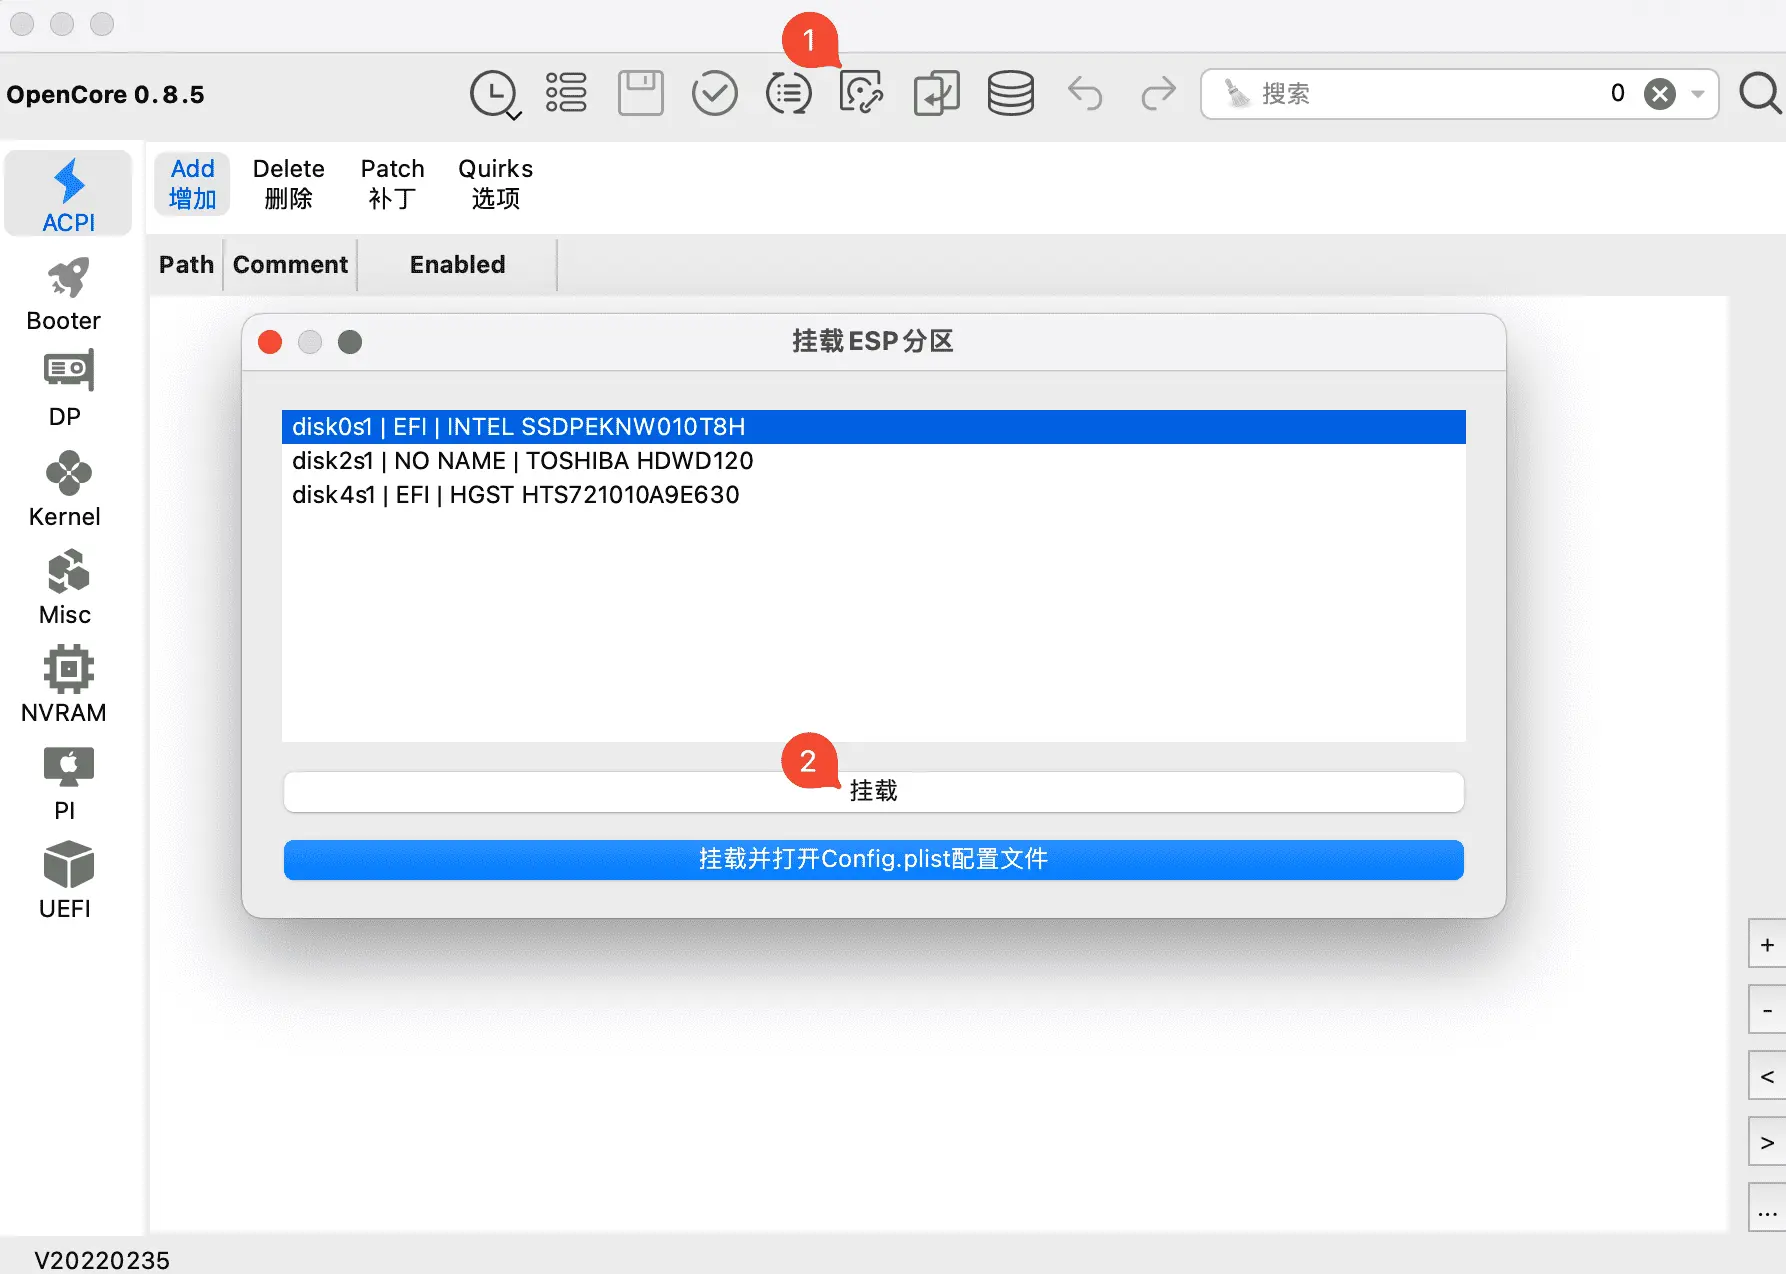 1
OpenCore 0.8.5
搜索 0
Add Delete Patch Quirks
增加 删除 补丁 选项
ACPI
Path Comment Enabled
Booter
DP
Kernel
Misc
NVRAM
PI
UEFI
挂载ESP分区
disk0s1 | EFI | INTEL SSDPEKNW010T8H
disk2s1 | NO NAME | TOSHIBA HDWD120
disk4s1 | EFI | HGST HTS721010A9E630
2
挂载
挂载并打开Config.plist配置文件
+
-
<
>
...
V20220235